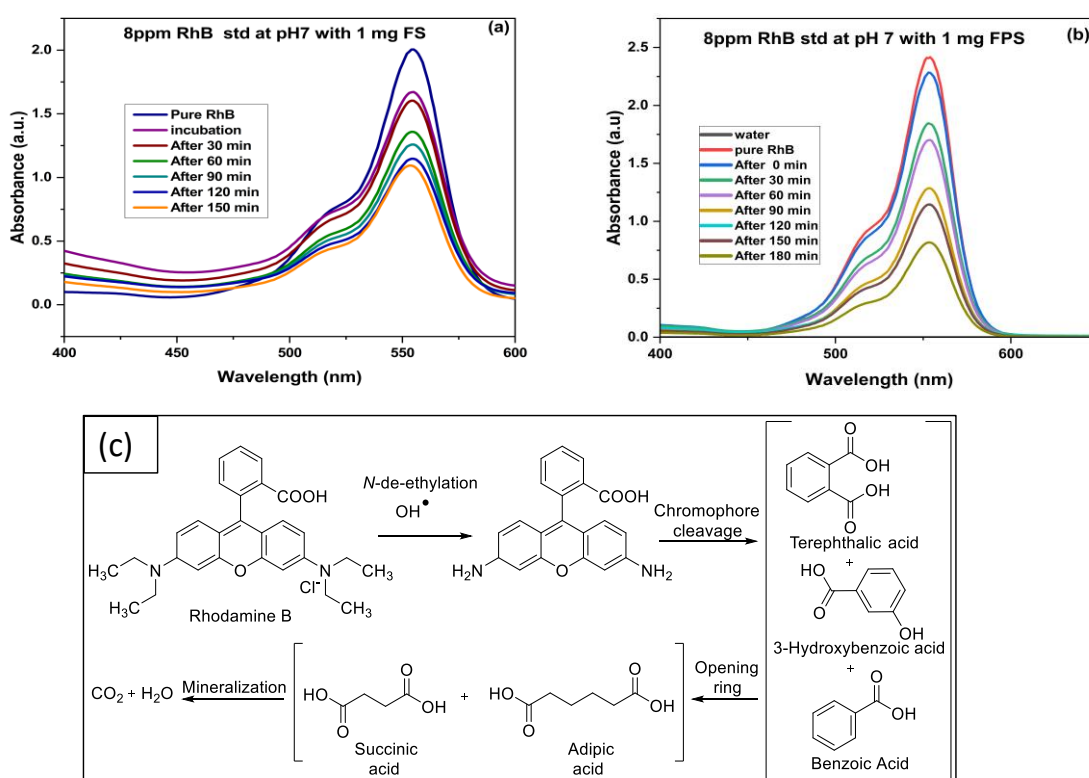 (a)
8ppm RhB std at pH7 with 1 mg FS
Pure RhB
incubation
After 30 min
After 60 min
After 90 min
After 120 min
After 150 min
Absorbance (a.u.)
2.0
1.5
1.0
0.5
0.0
400 450 500 550 600
Wavelength (nm)
(b)
8ppm RhB std at pH 7 with 1 mg FPS
water
pure RhB
After 0 min
After 30 min
After 60 min
After 90 min
After 120 min
After 150 min
After 180 min
Absorbance (a.u)
2.5
2.0
1.5
1.0
0.5
0.0
400 500 600
Wavelength (nm)
(c)
COOH
H₃C N O N CH₃
Cl⁻
H₃C CH₃
Rhodamine B
N-de-ethylation
OH•
COOH
H₂N O NH₂
Chromophore
cleavage
O
OH
OH
O
Terephthalic acid
+
HO
O
OH
3-Hydroxybenzoic acid
+
O
OH
Benzoic Acid
Opening
ring
O
HO OH
O
Adipic
acid
+
O
HO OH
O
Succinic
acid
Mineralization
CO₂ + H₂O